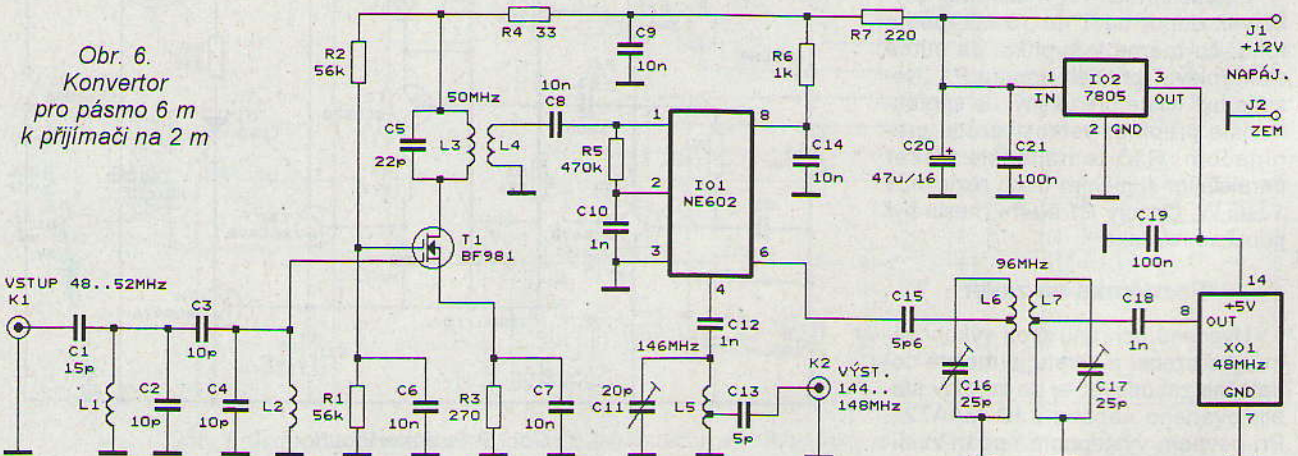 Obr. 6.
Konvertor
pro pásmo 6 m
k přijímači na 2 m
R2
56k
R4 33
C9
10n
R6
1k
R7 220
J1
+12V
NAPÁJ.
J2
ZEM
IO2
7805
1
IN
3
OUT
2 GND
C20
+
47u/16
C21
100n
50MHz
C5
22p
L3
L4
10n
C8
R5
470k
C10
1n
1
2
3
IO1
NE602
8
6
4
C14
10n
T1
BF981
VSTUP 48..52MHz
K1
C1
15p
L1
C2
10p
C3
10p
C4
10p
L2
R1
56k
C6
10n
R3
270
C7
10n
C12
1n
146MHz
20p
C11
L5
C13
5p
K2
VÝST.
144..
148MHz
C15
5p6
96MHz
L6
L7
C16
25p
C17
25p
C18
1n
C19
100n
14
8
+5V
OUT
XO1
48MHz
GND
7